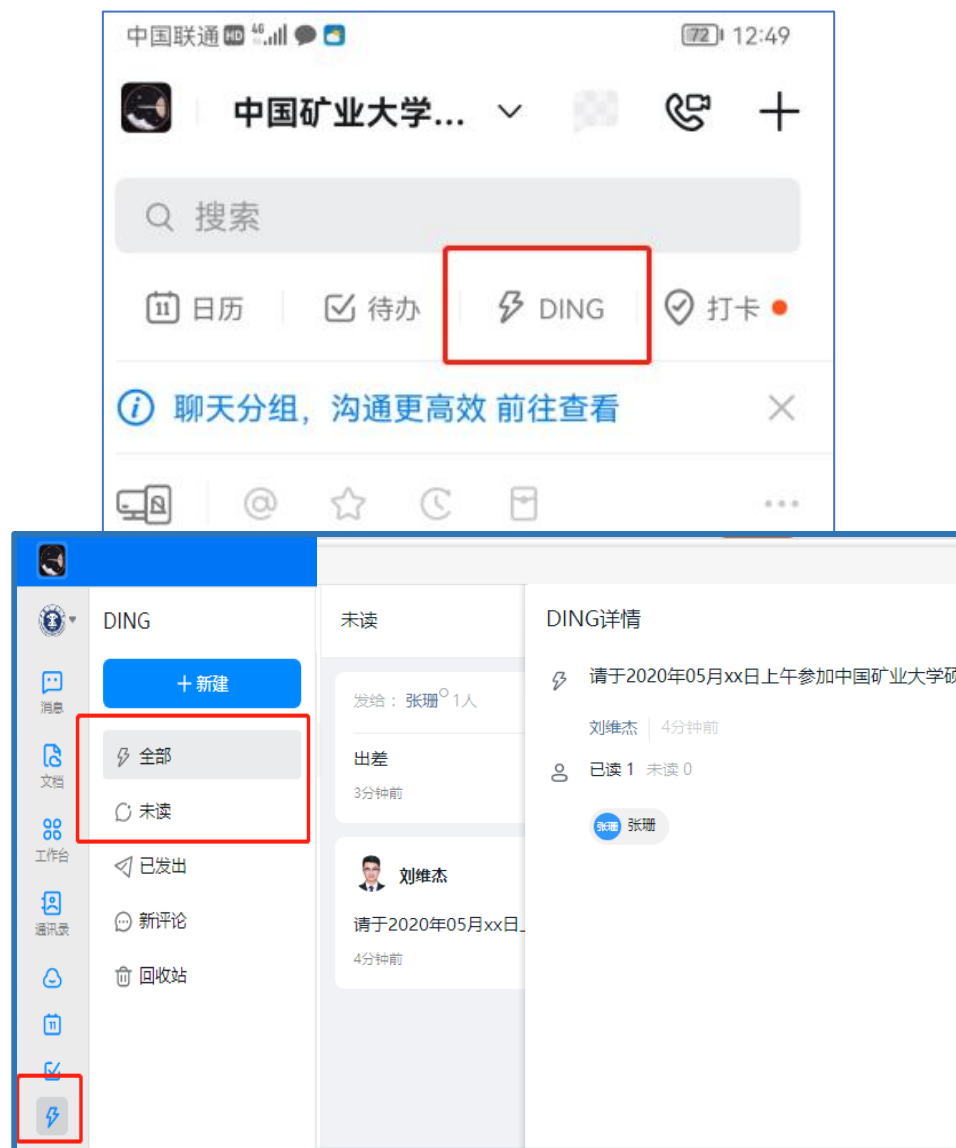 中国联通 HD 4G 72 12:49
中国矿业大学...
搜索
11 日历 待办 DING 打卡
聊天分组，沟通更高效 前往查看
@
DING
未读
DING详情
消息
文档
工作台
通讯录
11
＋新建
全部
未读
已发出
新评论
回收站
发给：张珊 1人
出差
3分钟前
刘维杰
请于2020年05月xx日
4分钟前
请于2020年05月xx日上午参加中国矿业大学硕
刘维杰 4分钟前
已读 1 未读 0
张珊 张珊